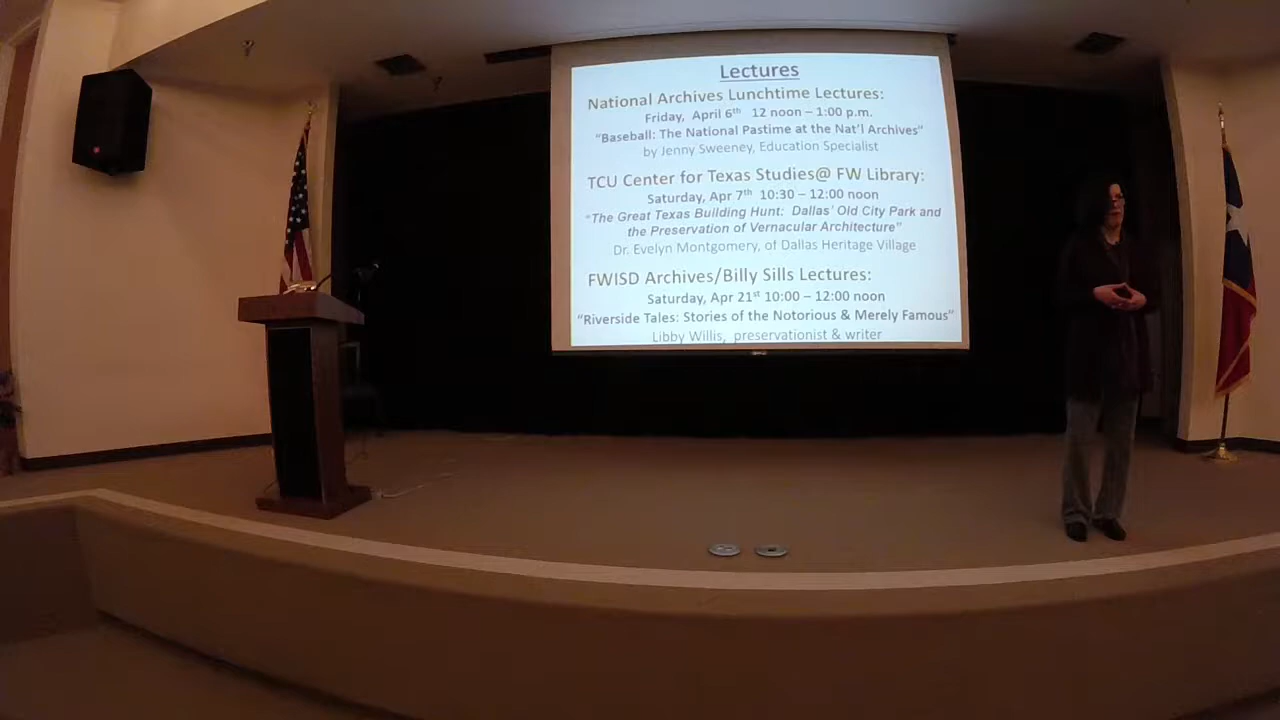 Lectures
National Archives Lunchtime Lectures:
Friday, April 6th 12 noon – 1:00 p.m.
"Baseball: The National Pastime at the Nat'l Archives"
by Jenny Sweeney, Education Specialist
TCU Center for Texas Studies@ FW Library:
Saturday, Apr 7th 10:30 – 12:00 noon
"The Great Texas Building Hunt: Dallas' Old City Park and
the Preservation of Vernacular Architecture"
Dr. Evelyn Montgomery, of Dallas Heritage Village
FWISD Archives/Billy Sills Lectures:
Saturday, Apr 21st 10:00 – 12:00 noon
"Riverside Tales: Stories of the Notorious & Merely Famous"
Libby Willis, preservationist & writer